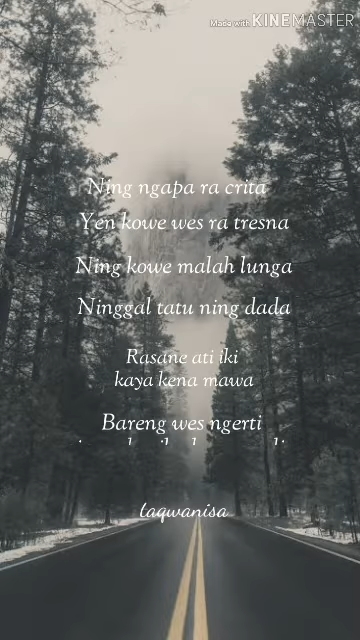 Made with KINEMASTER
Ning ngapa ra crita
Yen kowe wes ra tresna
Ning kowe malah lunga
Ninggal tatu ning dada
Rasane ati iki
kaya kena mawa
Bareng wes ngerti
laqwanisa